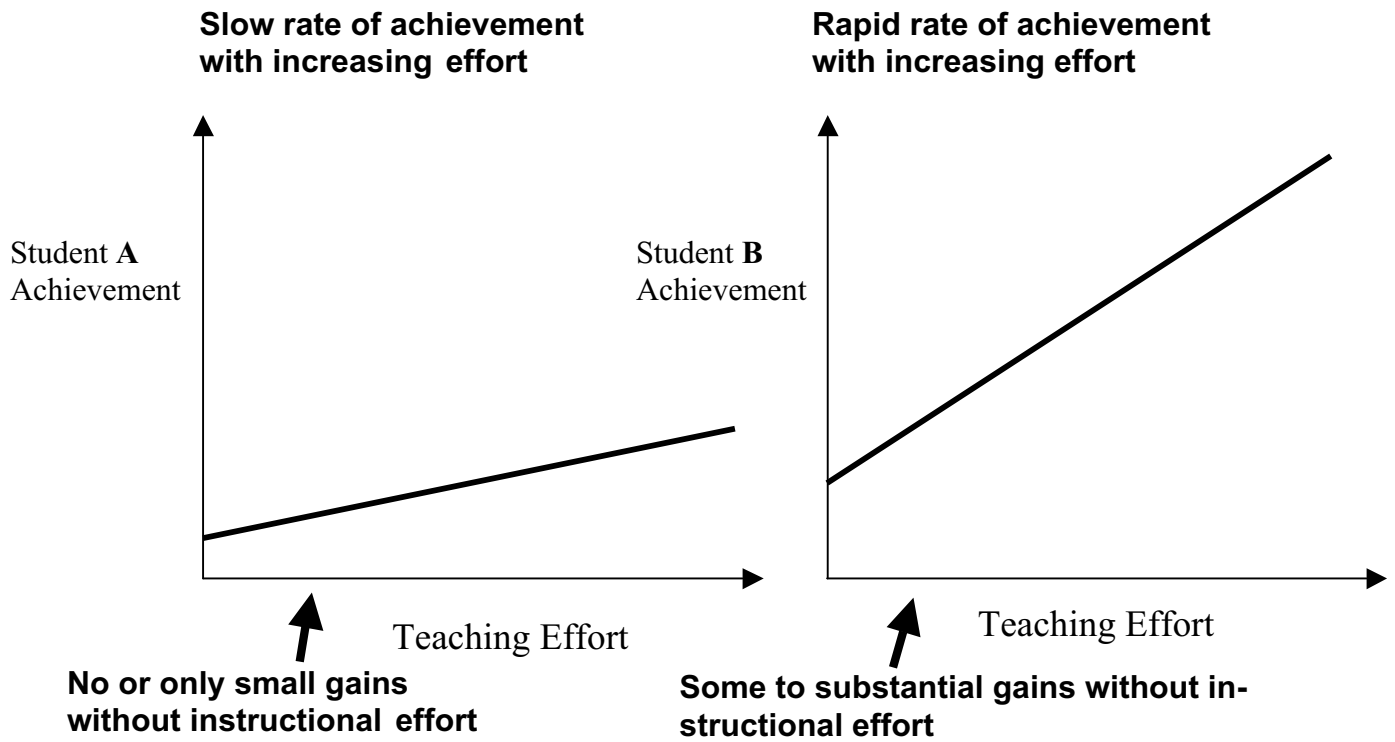 Slow rate of achievement
with increasing effort
Rapid rate of achievement
with increasing effort
Student A
Achievement
Student B
Achievement
Teaching Effort
Teaching Effort
No or only small gains
without instructional effort
Some to substantial gains without in-
structional effort